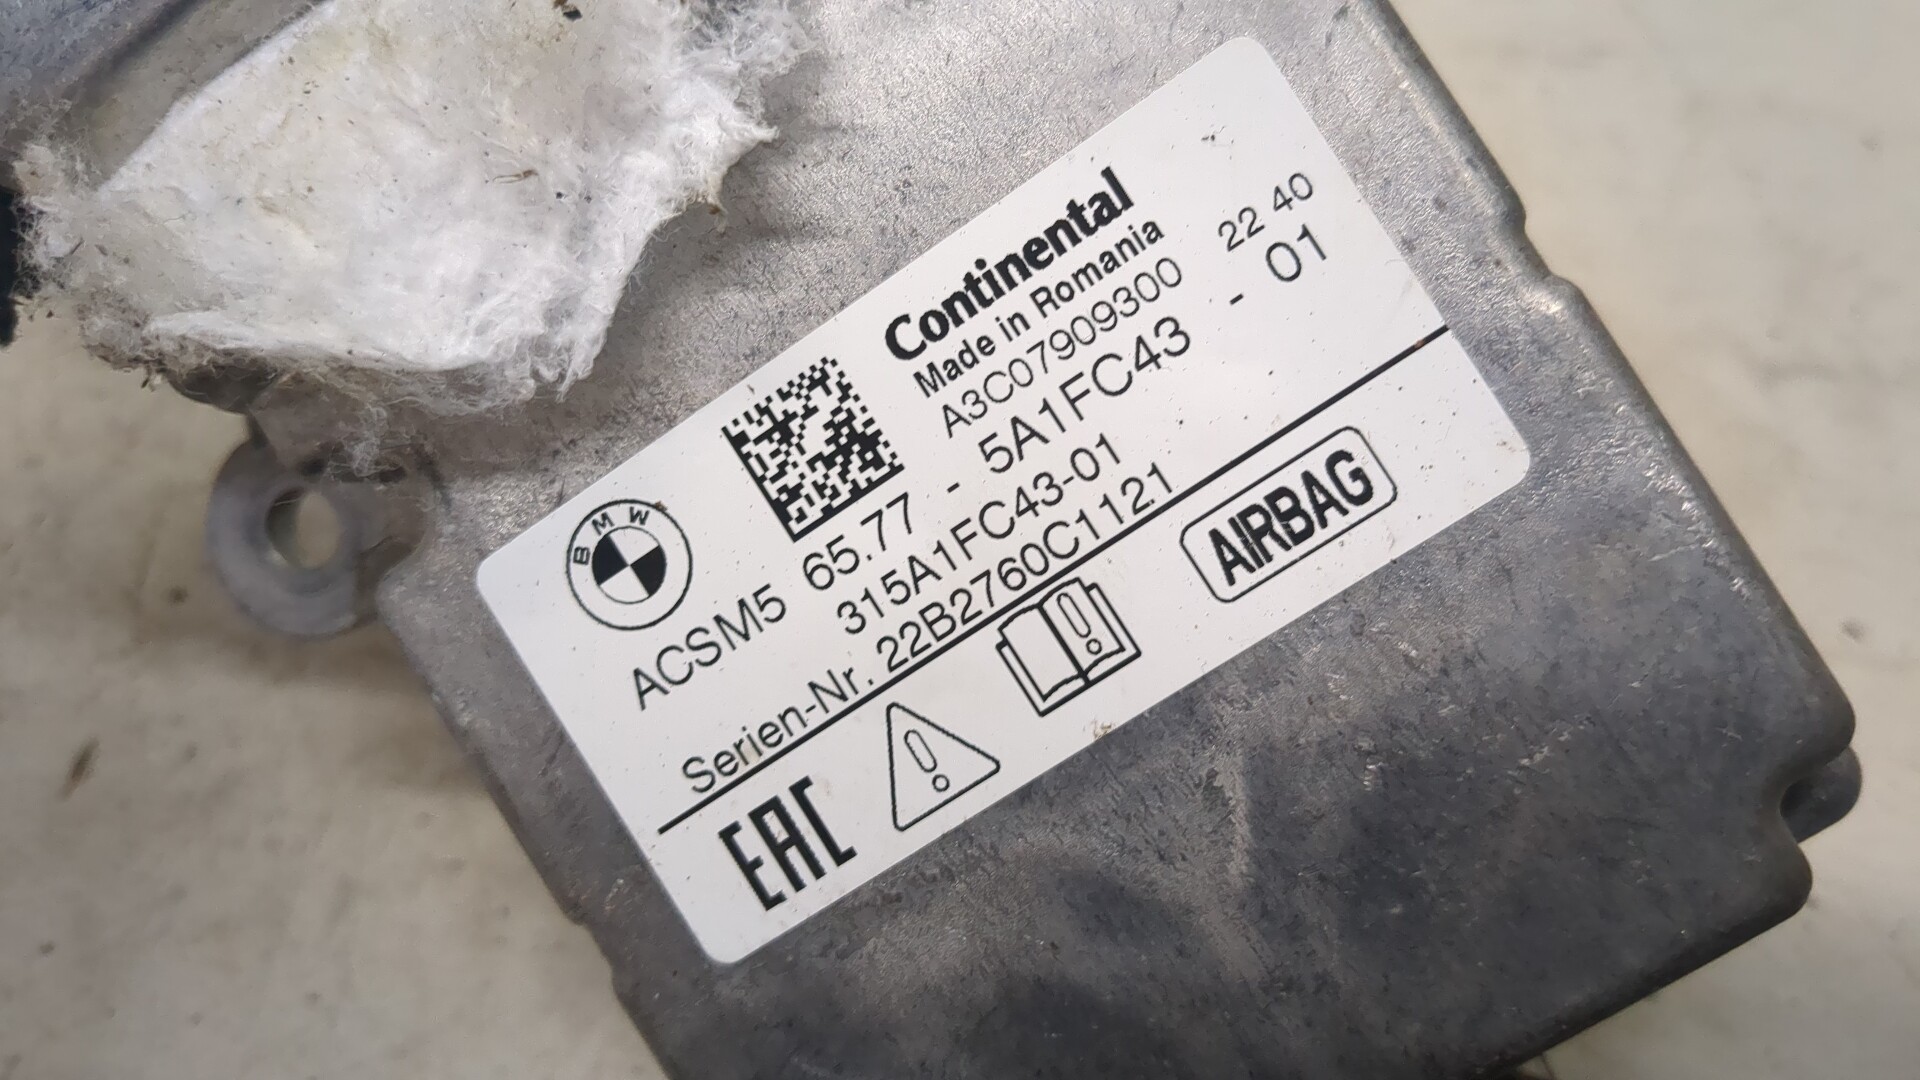 Continental
Made in Romania
A3C07909300 22 40
BMW
ACSM5 65.77 - 5A1FC43 - 01
315A1FC43-01
Serien-Nr. 22B2760C1121
EAC
AIRBAG